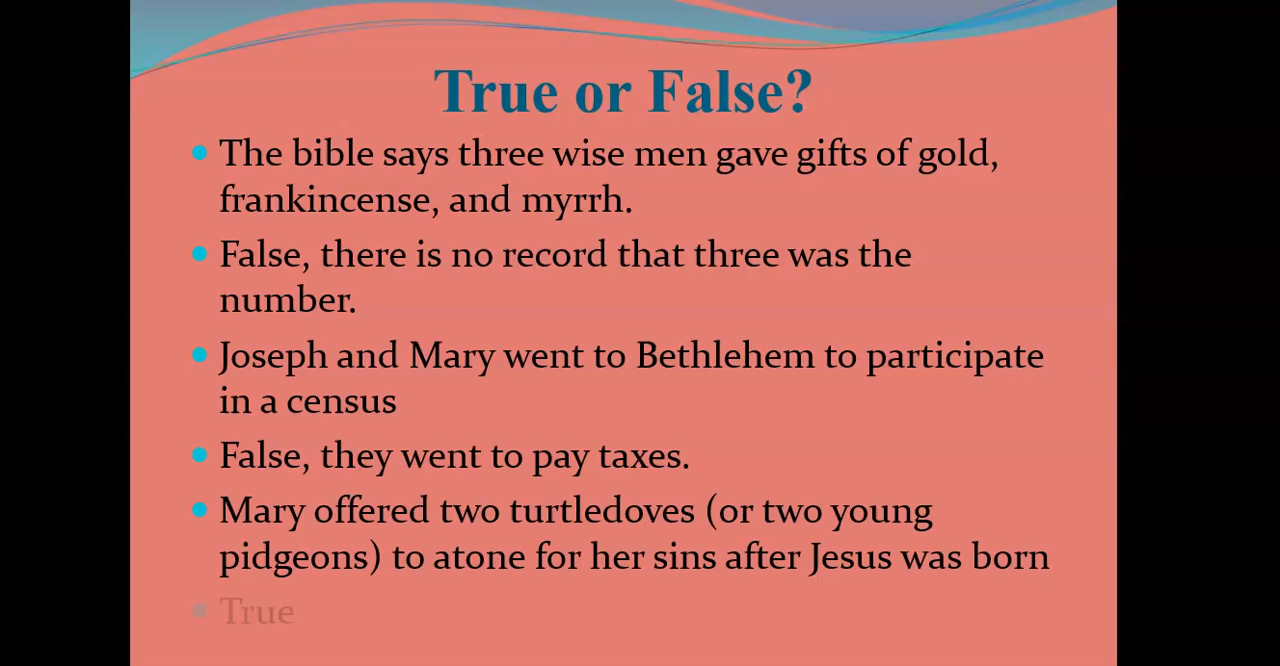 True or False?
The bible says three wise men gave gifts of gold,
frankincense, and myrrh.
False, there is no record that three was the
number.
Joseph and Mary went to Bethlehem to participate
in a census
False, they went to pay taxes.
Mary offered two turtledoves (or two young
pidgeons) to atone for her sins after Jesus was born
True